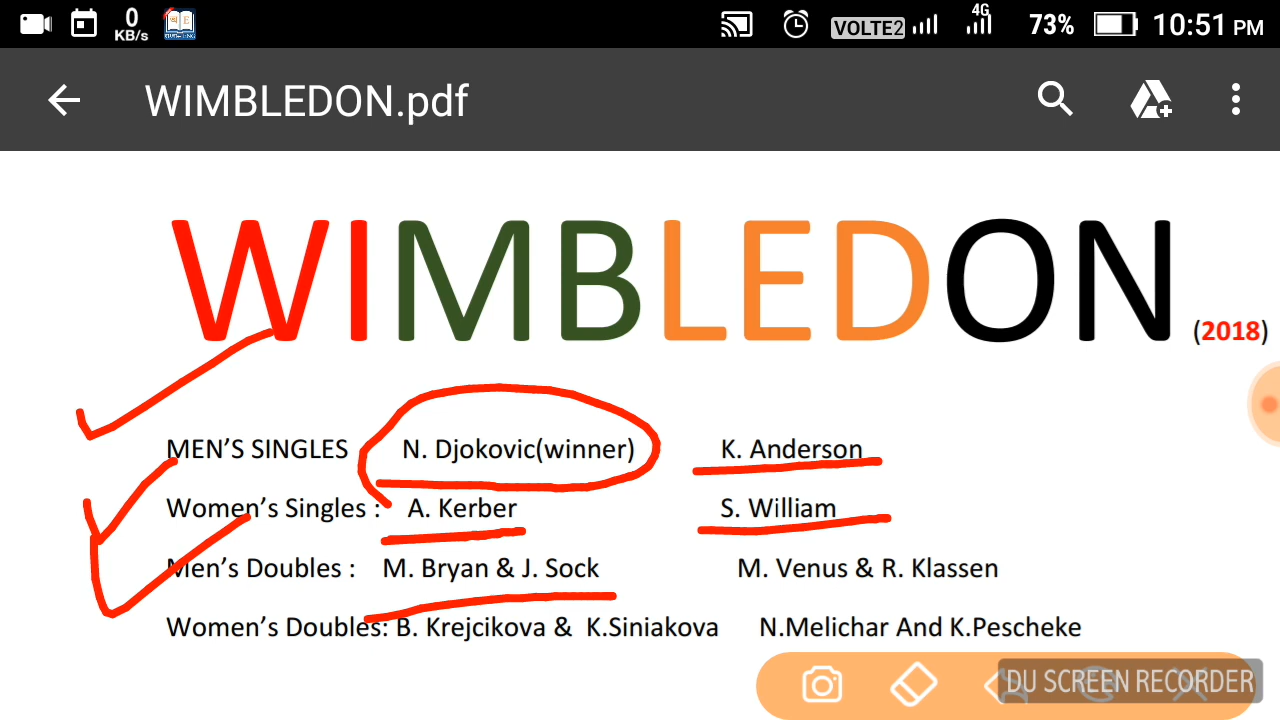 0
KB/s
VOLTE2
4G
73%
10:51 PM
WIMBLEDON.pdf
WIMBLEDON (2018)
MEN'S SINGLES N. Djokovic(winner) K. Anderson
Women's Singles : A. Kerber S. William
Men's Doubles : M. Bryan & J. Sock M. Venus & R. Klassen
Women's Doubles: B. Krejcikova & K.Siniakova N.Melichar And K.Pescheke
DU SCREEN RECORDER